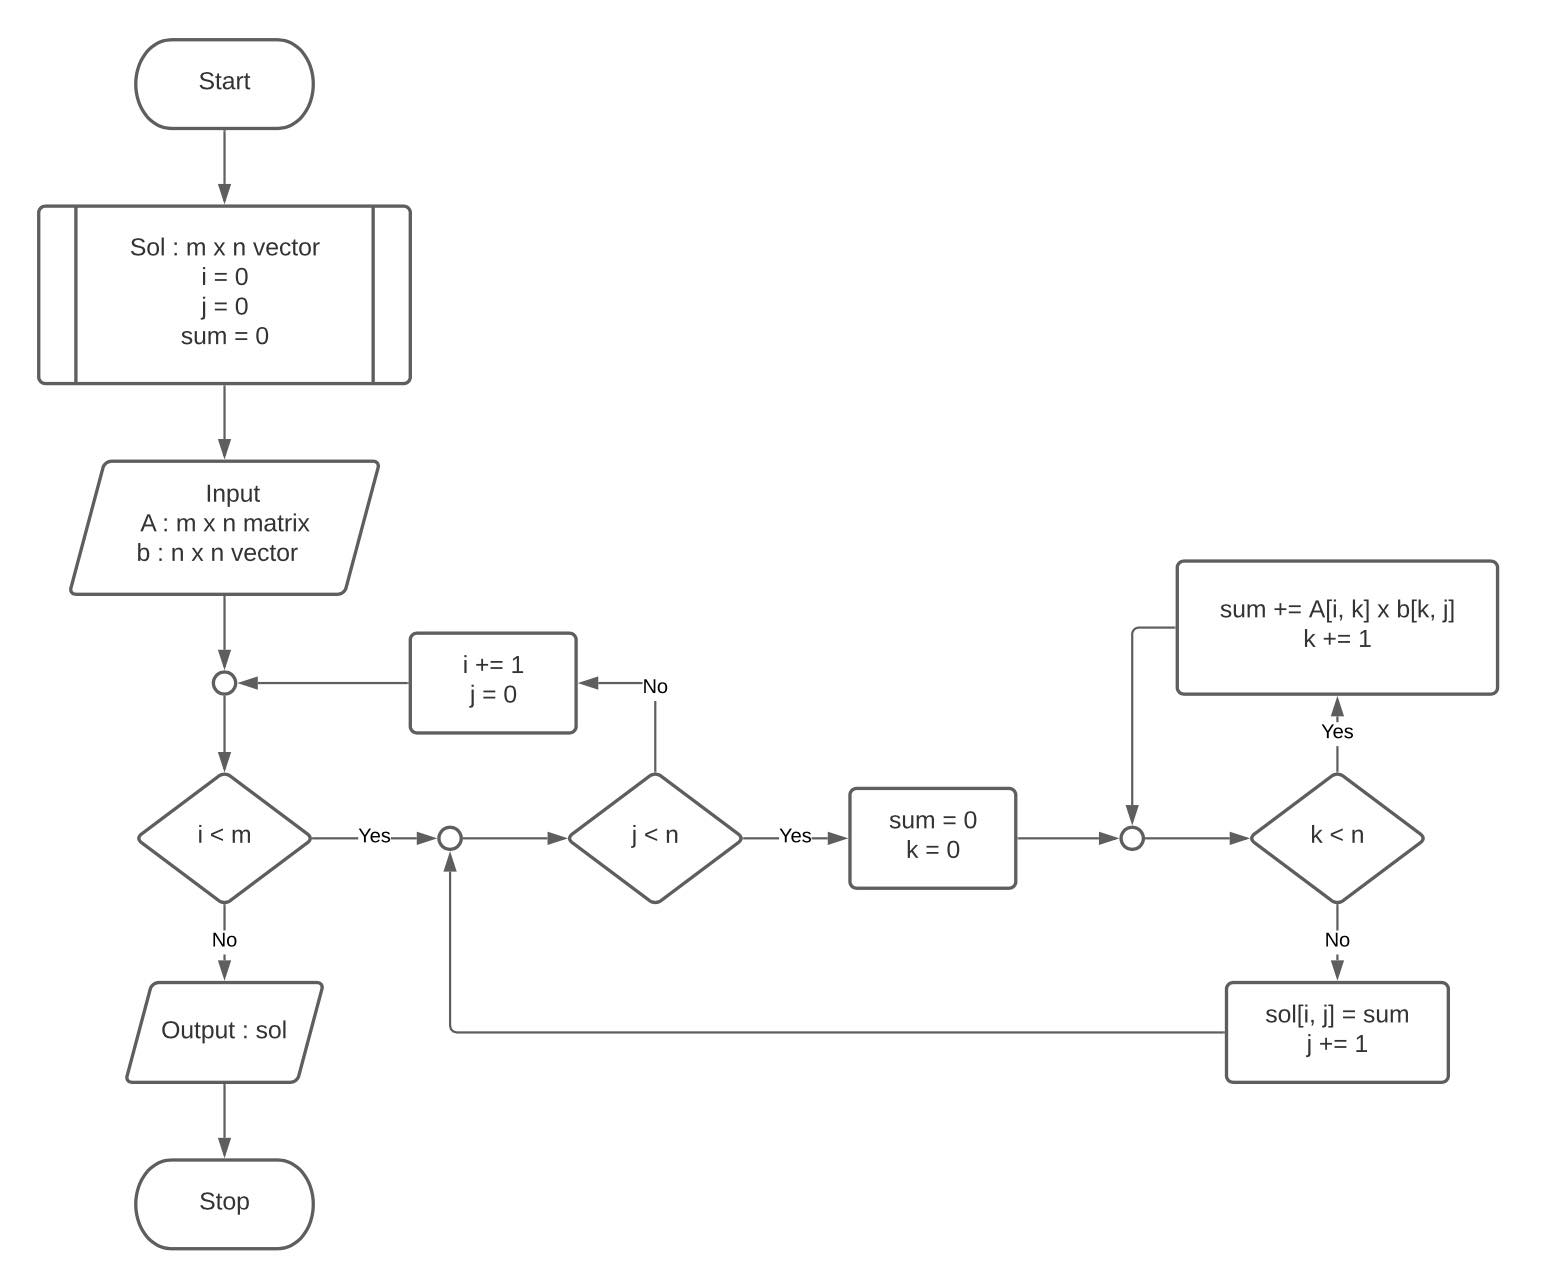 Start
Sol : m x n vector
i = 0
j = 0
sum = 0
Input
A : m x n matrix
b : n x n vector
i += 1
j = 0
No
sum += A[i, k] x b[k, j]
k += 1
Yes
i < m
Yes
j < n
Yes
sum = 0
k = 0
k < n
No
No
Output : sol
sol[i, j] = sum
j += 1
Stop